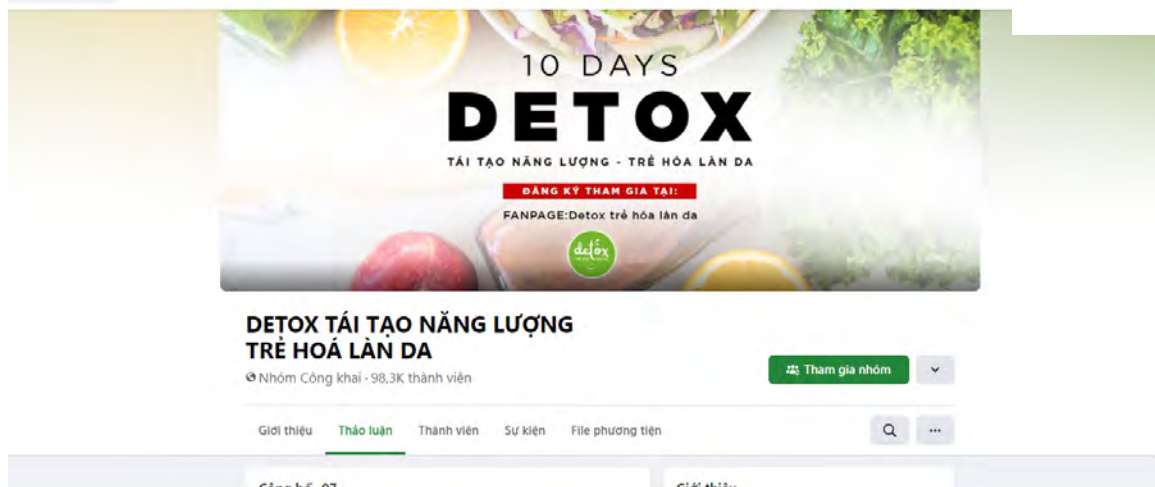 10 DAYS
DETOX
TÁI TẠO NĂNG LƯỢNG - TRẺ HÓA LÀN DA
ĐĂNG KÝ THAM GIA TẠI:
FANPAGE:Detox trẻ hóa làn da
detox
DETOX TÁI TẠO NĂNG LƯỢNG
TRẺ HOÁ LÀN DA
Nhóm Công khai · 98,3K thành viên
Tham gia nhóm
Giới thiệu Thảo luận Thành viên Sự kiện File phương tiện